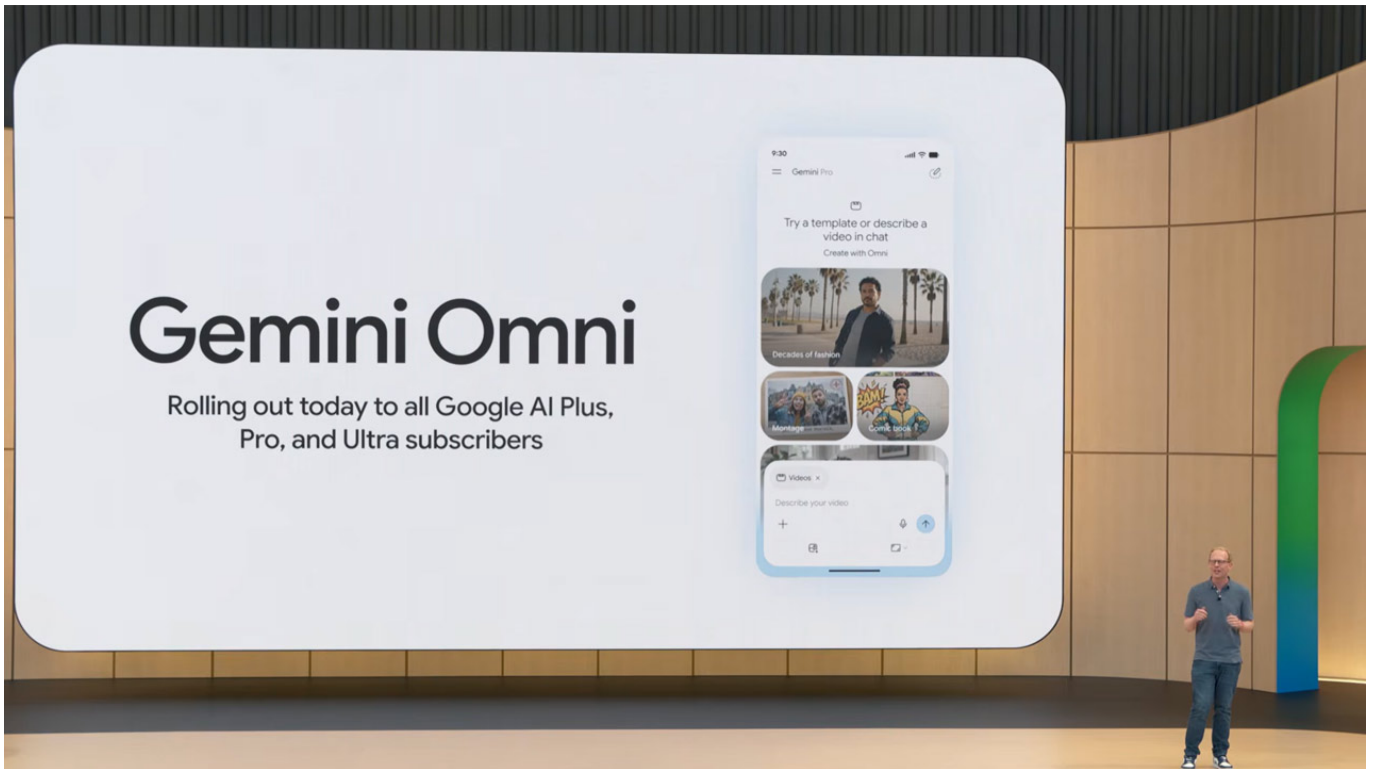 Gemini Omni
Rolling out today to all Google AI Plus,
Pro, and Ultra subscribers
9:30
Gemini Pro
Try a template or describe a
video in chat
Create with Omni
Decades of fashion
Montage
BAM!
Comic book
Videos ×
Describe your video